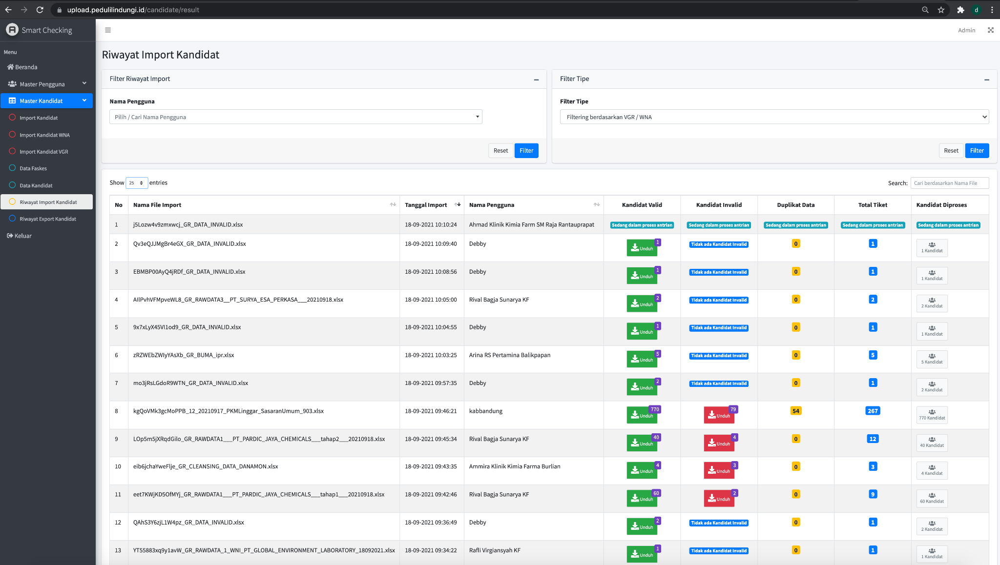 upload.pedulilindungi.id/candidate/result
d
Smart Checking
Admin
Menu
Beranda
Master Pengguna
Master Kandidat
Import Kandidat
Import Kandidat WNA
Import Kandidat VGR
Data Faskes
Data Kandidat
Riwayat Import Kandidat
Riwayat Export Kandidat
Keluar
Riwayat Import Kandidat
Filter Riwayat Import
Nama Pengguna
Pilih / Cari Nama Pengguna
Reset Filter
Filter Tipe
Filter Tipe
Filtering berdasarkan VGR / WNA
Reset Filter
Show 25 entries
Search: Cari berdasarkan Nama File
No Nama File Import Tanggal Import Nama Pengguna Kandidat Valid Kandidat Invalid Duplikat Data Total Tiket Kandidat Diproses
1 j5Lozw4v9zmxwcj_GR_DATA_INVALID.xlsx 18-09-2021 10:10:24 Ahmad Klinik Kimia Farm SM Raja Rantauprapat Sedang dalam proses antrian Sedang dalam proses antrian Sedang dalam proses antrian Sedang dalam proses antrian Sedang dalam proses antrian
2 Qv3eQJJMgBr4eGX_GR_DATA_INVALID.xlsx 18-09-2021 10:09:40 Debby Unduh 1 Tidak ada Kandidat Invalid 0 1 1 Kandidat
3 EBMBP00AyQ4jRDf_GR_DATA_INVALID.xlsx 18-09-2021 10:08:56 Debby Unduh 1 Tidak ada Kandidat Invalid 0 1 1 Kandidat
4 AIlPvhVFMpveWL8_GR_RAWDATA3__PT_SURYA_ESA_PERKASA___20210918.xlsx 18-09-2021 10:05:00 Rival Bagja Sunarya KF Unduh 2 Tidak ada Kandidat Invalid 0 2 2 Kandidat
5 9x7xLyX45VI1od9_GR_DATA_INVALID.xlsx 18-09-2021 10:04:55 Debby Unduh 1 Tidak ada Kandidat Invalid 0 1 1 Kandidat
6 zRZWEbZWIyYAsXb_GR_BUMA_ipr.xlsx 18-09-2021 10:03:25 Arina RS Pertamina Balikpapan Unduh 5 Tidak ada Kandidat Invalid 0 5 5 Kandidat
7 mo3jRsLGdoR9WTN_GR_DATA_INVALID.xlsx 18-09-2021 09:57:35 Debby Unduh 2 Tidak ada Kandidat Invalid 0 1 2 Kandidat
8 kgQoVMk3gcMoPPB_12_20210917_PKMLinggar_SasaranUmum_903.xlsx 18-09-2021 09:46:21 kabbandung Unduh 770 Unduh 79 54 267 770 Kandidat
9 LOp5m5jXRqdGilo_GR_RAWDATA1___PT_PARDIC_JAYA_CHEMICALS___tahap2___20210918.xlsx 18-09-2021 09:45:34 Rival Bagja Sunarya KF Unduh 40 Unduh 4 0 12 40 Kandidat
10 eib6jchaYweFlje_GR_CLEANSING_DATA_DANAMON.xlsx 18-09-2021 09:43:35 Ammira Klinik Kimia Farma Burlian Unduh 4 Unduh 3 0 3 4 Kandidat
11 eet7KWjKD5OfMYj_GR_RAWDATA1___PT_PARDIC_JAYA_CHEMICALS___tahap1___20210918.xlsx 18-09-2021 09:42:46 Rival Bagja Sunarya KF Unduh 60 Unduh 2 0 9 60 Kandidat
12 QAhS3Y6zjL1W4pz_GR_DATA_INVALID.xlsx 18-09-2021 09:36:49 Debby Unduh 2 Tidak ada Kandidat Invalid 0 1 2 Kandidat
13 YT55883xq9y1avW_GR_RAWDATA_1_WNI_PT_GLOBAL_ENVIRONMENT_LABORATORY_18092021.xlsx 18-09-2021 09:34:22 Rafli Virgiansyah KF Unduh 1 Tidak ada Kandidat Invalid 0 1 1 Kandidat